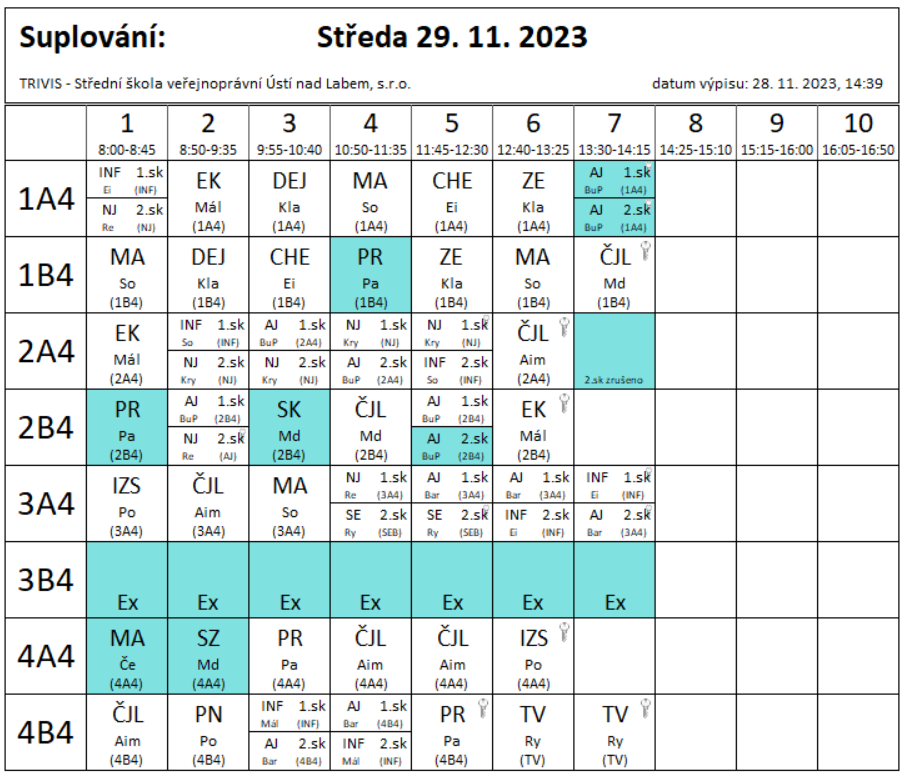 Suplování: Středa 29. 11. 2023
TRIVIS - Střední škola veřejnoprávní Ústí nad Labem, s.r.o. datum výpisu: 28. 11. 2023, 14:39
1 2 3 4 5 6 7 8 9 10
8:00-8:45 8:50-9:35 9:55-10:40 10:50-11:35 11:45-12:30 12:40-13:25 13:30-14:15 14:25-15:10 15:15-16:00 16:05-16:50
1A4
INF 1.sk
Ei (INF)
NJ 2.sk
Re (NJ)
EK
Mál
(1A4)
DEJ
Kla
(1A4)
MA
So
(1A4)
CHE
Ei
(1A4)
ZE
Kla
(1A4)
AJ 1.sk
BuP (1A4)
AJ 2.sk
BuP (1A4)
1B4
MA
So
(1B4)
DEJ
Kla
(1B4)
CHE
Ei
(1B4)
PR
Pa
(1B4)
ZE
Kla
(1B4)
MA
So
(1B4)
ČJL
Md
(1B4)
2A4
EK
Mál
(2A4)
INF 1.sk
So (INF)
NJ 2.sk
Kry (NJ)
AJ 1.sk
BuP (2A4)
NJ 2.sk
Kry (NJ)
NJ 1.sk
Kry (NJ)
AJ 2.sk
BuP (2A4)
NJ 1.sk
Kry (NJ)
INF 2.sk
So (INF)
ČJL
Aim
(2A4)
2.sk zrušeno
2B4
PR
Pa
(2B4)
AJ 1.sk
BuP (2B4)
NJ 2.sk
Re (AJ)
SK
Md
(2B4)
ČJL
Md
(2B4)
AJ 1.sk
BuP (2B4)
AJ 2.sk
BuP (2B4)
EK
Mál
(2B4)
3A4
IZS
Po
(3A4)
ČJL
Aim
(3A4)
MA
So
(3A4)
NJ 1.sk
Re (3A4)
SE 2.sk
Ry (SEB)
AJ 1.sk
Bar (3A4)
SE 2.sk
Ry (SEB)
AJ 1.sk
Bar (3A4)
INF 2.sk
Ei (INF)
INF 1.sk
Ei (INF)
AJ 2.sk
Bar (3A4)
3B4
Ex Ex Ex Ex Ex Ex Ex
4A4
MA
Če
(4A4)
SZ
Md
(4A4)
PR
Pa
(4A4)
ČJL
Aim
(4A4)
ČJL
Aim
(4A4)
IZS
Po
(4A4)
4B4
ČJL
Aim
(4B4)
PN
Po
(4B4)
INF 1.sk
Mál (INF)
AJ 2.sk
Bar (4B4)
AJ 1.sk
Bar (4B4)
INF 2.sk
Mál (INF)
PR
Pa
(4B4)
TV
Ry
(TV)
TV
Ry
(TV)